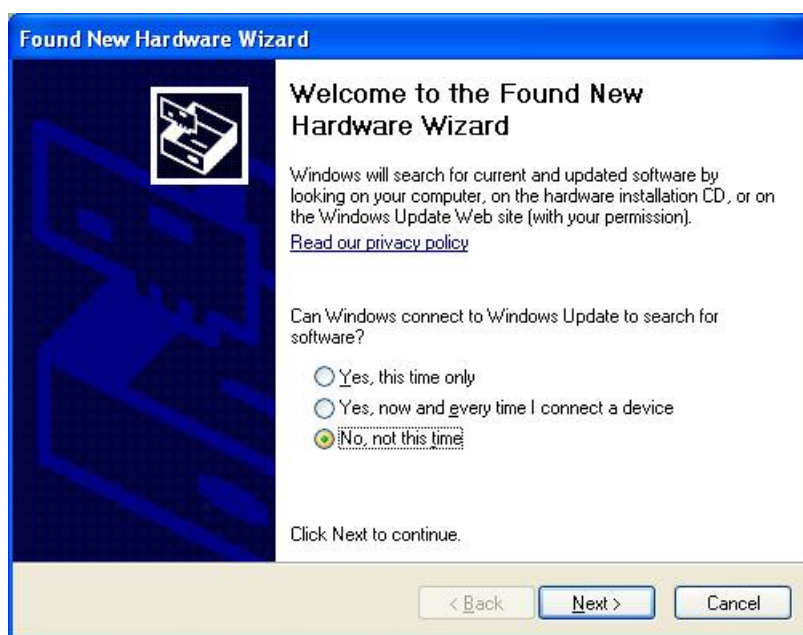 Found New Hardware Wizard
Welcome to the Found New
Hardware Wizard
Windows will search for current and updated software by
looking on your computer, on the hardware installation CD, or on
the Windows Update Web site (with your permission).
Read our privacy policy
Can Windows connect to Windows Update to search for
software?
Yes, this time only
Yes, now and every time I connect a device
No, not this time
Click Next to continue.
< Back Next > Cancel